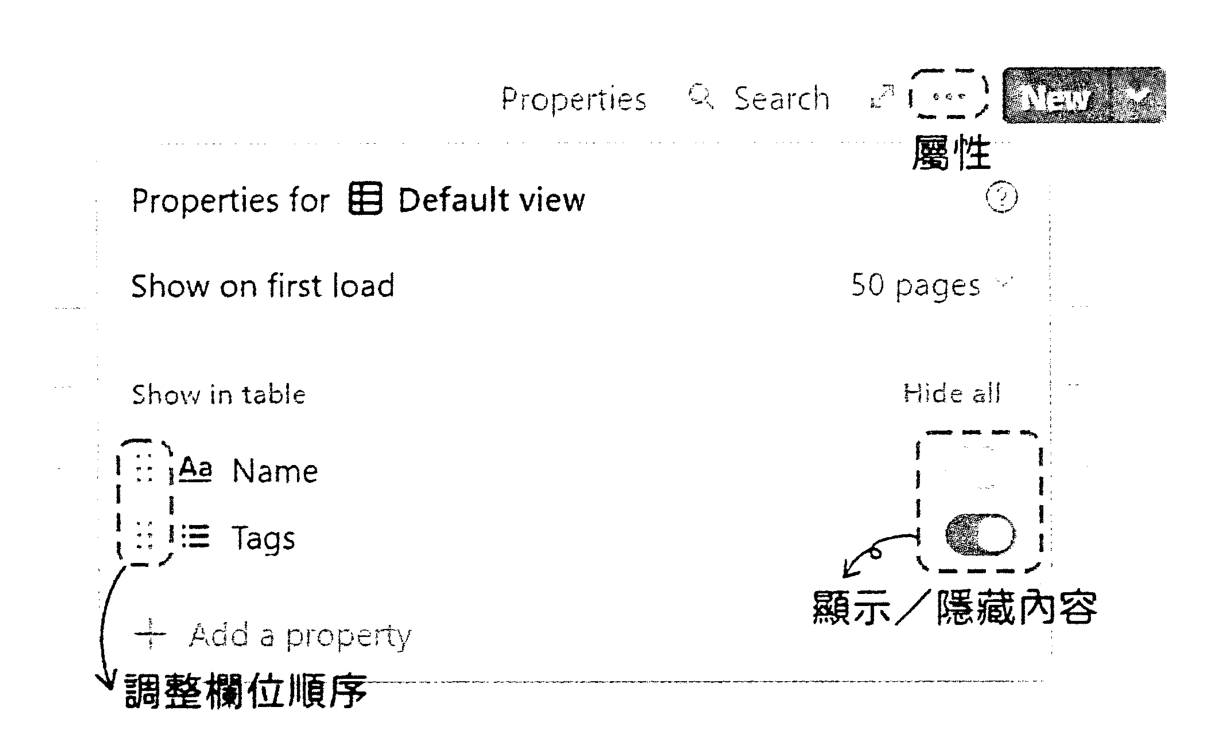 Properties Search ... New
屬性
Properties for Default view
Show on first load 50 pages
Show in table Hide all
Aa Name
Tags
顯示／隱藏內容
+ Add a property
調整欄位順序